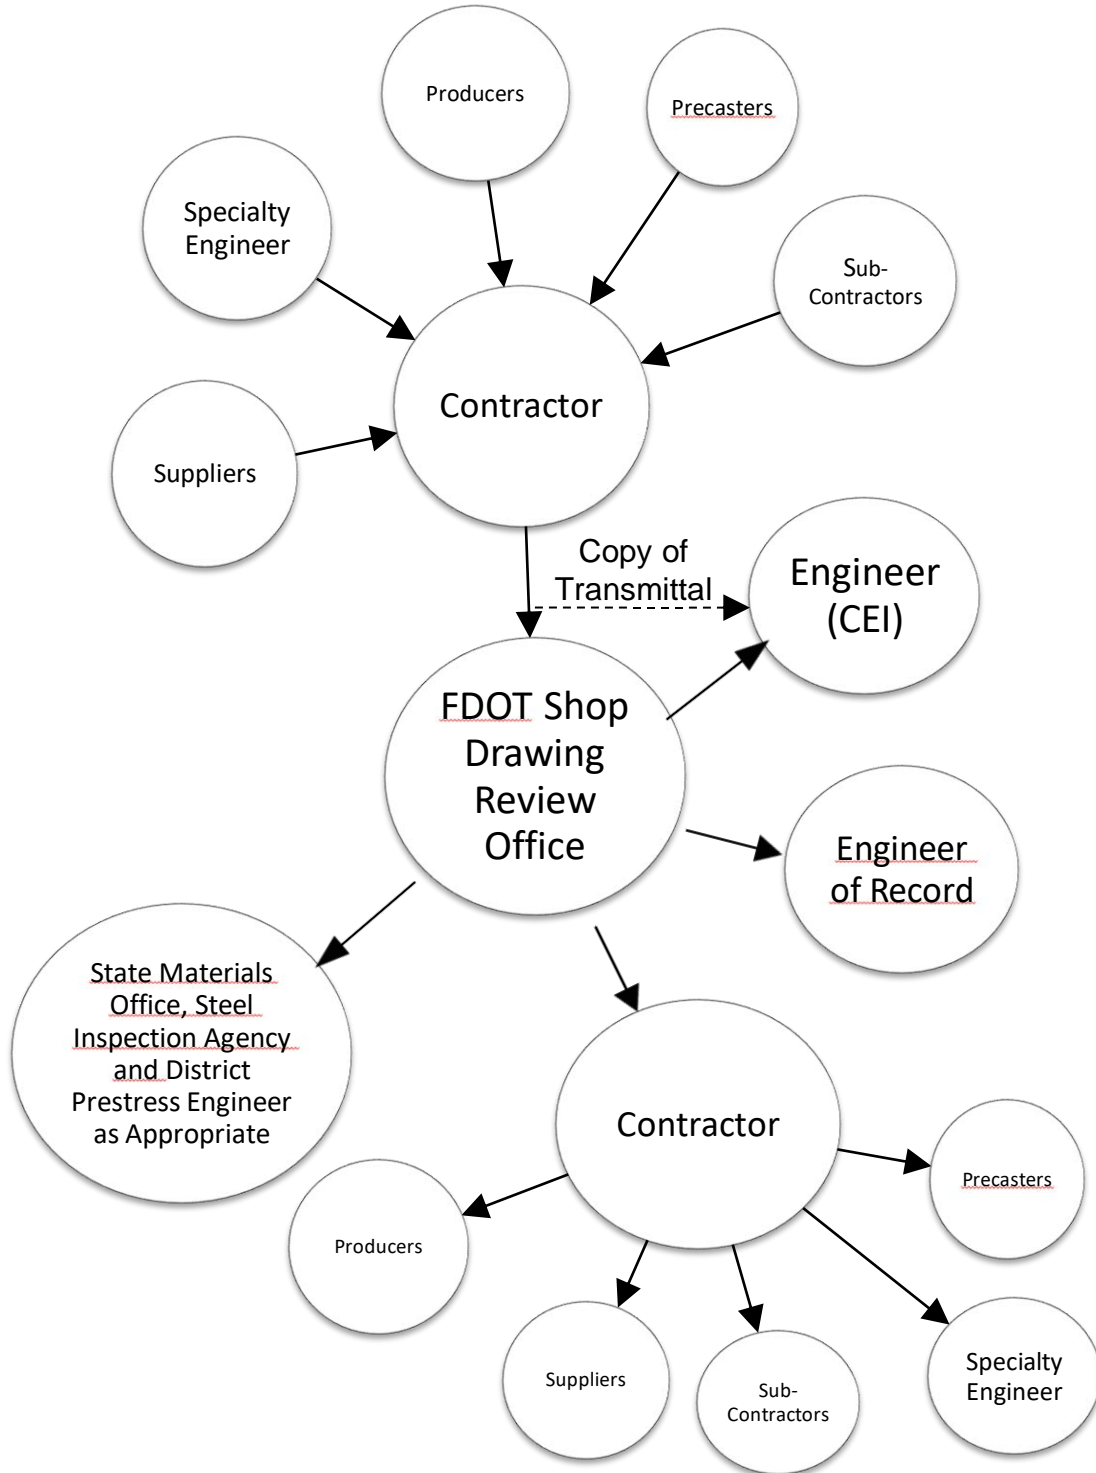 Producers
Precasters
Specialty
Engineer
Sub-
Contractors
Contractor
Suppliers
Copy of
Transmittal
Engineer
(CEI)
FDOT Shop
Drawing
Review
Office
Engineer
of Record
State Materials
Office, Steel
Inspection Agency
and District
Prestress Engineer
as Appropriate
Contractor
Precasters
Producers
Suppliers
Sub-
Contractors
Specialty
Engineer